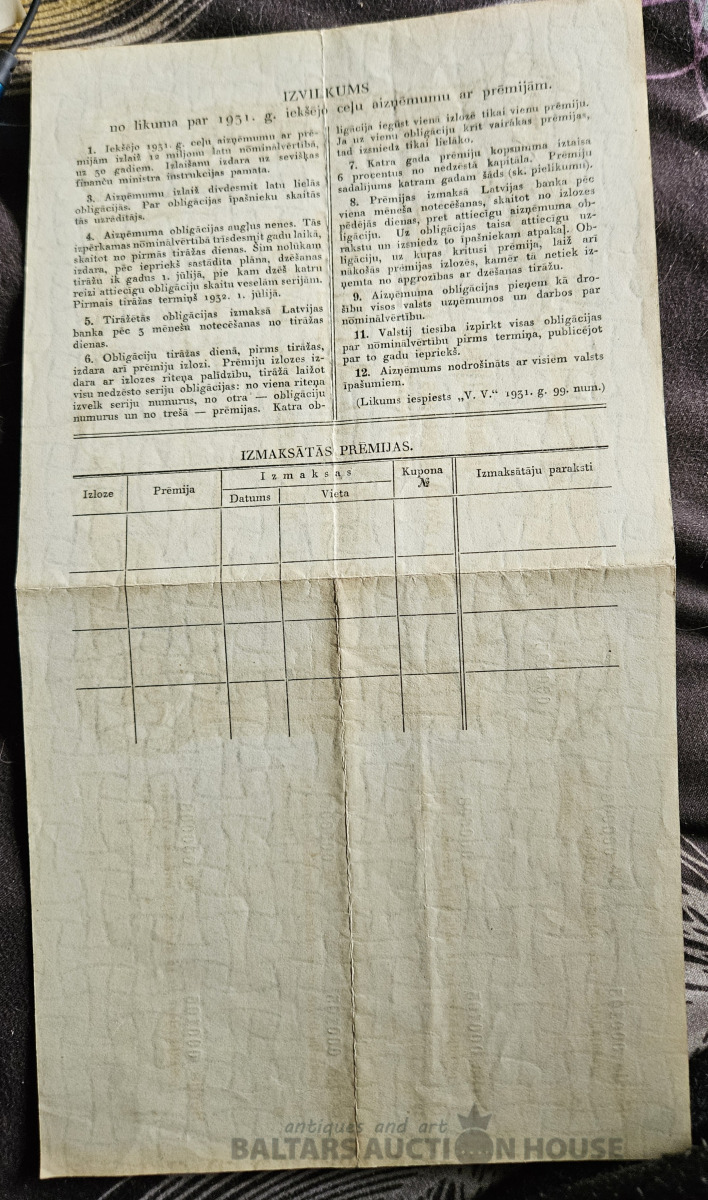 IZVILKUMS
no likuma par 1931. g. iekšējo ceļu aizņēmumu ar prēmijām.
1. Iekšējo 1931. g. ceļu aizņēmumu ar prē-
mijām izlaiž 12 miljonu latu nōminālvērtībā,
uz 50 gadiem. Izlaišanu izdara uz sevišķas
finanču ministra instrukcijas pamata.
3. Aizņēmumu izlaiž divdesmit latu lielās
obligācijās. Par obligācijas īpašnieku skaitās
tās uzrādītājs.
4. Aizņēmuma obligācijas augļus nenes. Tās
izpērkamas nōminālvērtībā trīsdesmit gadu laikā,
skaitot no pirmās tirāžas dienas. Šim nolūkam
izdara, pēc iepriekš sastādīta plāna, dzēšanas
tirāžu ik gadus 1. jūlijā, pie kam dzēš katru
reizi attiecīgu obligāciju skaitu veselām serijām.
Pirmais tirāžas termiņš 1932. 1. jūlijā.
5. Tirāžētās obligācijas izmaksā Latvijas
banka pēc 3 mēnešu notecēšanas no tirāžas
dienas.
6. Obligāciju tirāžas dienā, pirms tirāžas,
izdara arī prēmiju izlozi. Prēmiju izlozes iz-
dara ar izlozes riteņa palīdzību, tirāžā laižot
visu nedzēsto seriju obligācijas: no viena riteņa
izvelk seriju numurus, no otra — obligāciju
numurus un no trešā — prēmijas. Katra ob-
ligācija iegūst vienā izlozē tikai vienu prēmiju.
Ja uz vienu obligāciju krīt vairākas prēmijas,
tad izsniedz tikai lielāko.
7. Katra gada prēmiju kopsumma iztaisa
6 procentus no nedzēstā kapitāla. Prēmiju
sadalījums katram gadam šāds (sk. pielikumu).
8. Prēmijas izmaksā Latvijas banka pēc
viena mēneša notecēšanas, skaitot no izlozes
pēdējās dienas, pret attiecīgu aizņēmuma ob-
ligāciju. Uz obligācijas taisa attiecīgu uz-
rakstu un izsniedz to īpašniekam atpakaļ. Ob-
ligāciju, uz kuŗas kritusi prēmija, laiž arī
nākošās prēmijas izlozēs, kamēr tā netiek iz-
ņemta no apgrozības ar dzēšanas tirāžu.
9. Aizņēmuma obligācijas pieņem kā dro-
šību visos valsts uzņēmumos un darbos par
nōminālvērtību.
11. Valstij tiesība izpirkt visas obligācijas
par nōminālvērtību pirms termiņa, publicējot
par to gadu iepriekš.
12. Aizņēmums nodrošināts ar visiem valsts
īpašumiem.
(Likums iespiests „V. V.“ 1931. g. 99. num.)
IZMAKSĀTĀS PRĒMIJAS.
Izloze
Prēmija
Izmaksas
Datums
Vieta
Kupona
№
Izmaksātāju paraksti
antiques and art
BALTARS AUCTION HOUSE